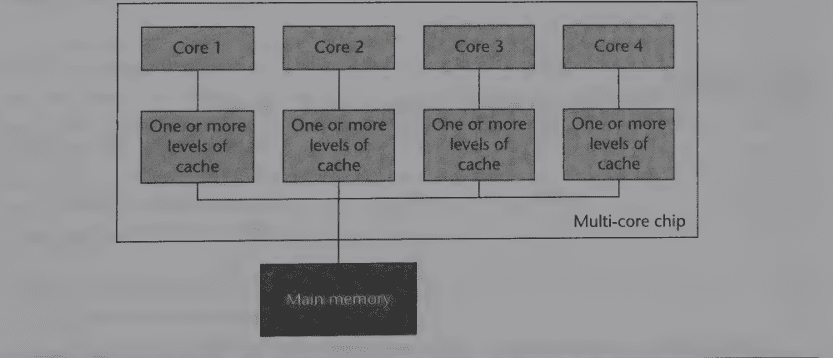 Core 1
Core 2
Core 3
Core 4
One or more
levels of
cache
One or more
levels of
cache
One or more
levels of
cache
One or more
levels of
cache
Multi-core chip
Main memory